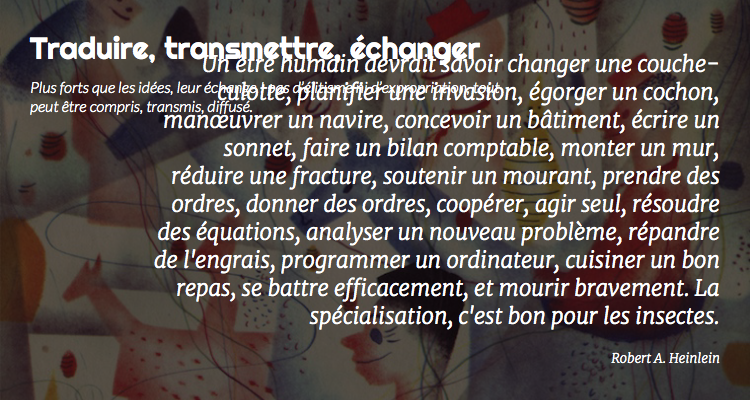 Traduire, transmettre, échanger
Plus forts que les idées, leur échange ! pas d'élitisme ni d'expropriation, tout
peut être compris, transmis, diffusé.
Un être humain devrait savoir changer une couche-
culotte, planifier une invasion, égorger un cochon,
manœuvrer un navire, concevoir un bâtiment, écrire un
sonnet, faire un bilan comptable, monter un mur,
réduire une fracture, soutenir un mourant, prendre des
ordres, donner des ordres, coopérer, agir seul, résoudre
des équations, analyser un nouveau problème, répandre
de l'engrais, programmer un ordinateur, cuisiner un bon
repas, se battre efficacement, et mourir bravement. La
spécialisation, c'est bon pour les insectes.
Robert A. Heinlein